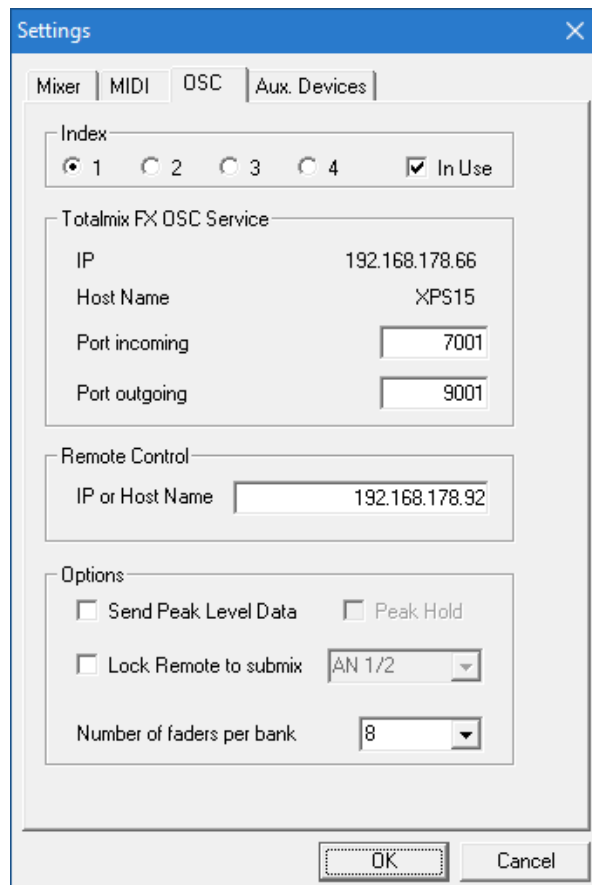 Settings
Mixer MIDI OSC Aux. Devices
Index
1 2 3 4 In Use
Totalmix FX OSC Service
IP 192.168.178.66
Host Name XPS15
Port incoming 7001
Port outgoing 9001
Remote Control
IP or Host Name 192.168.178.92
Options
Send Peak Level Data Peak Hold
Lock Remote to submix AN 1/2
Number of faders per bank 8
OK Cancel